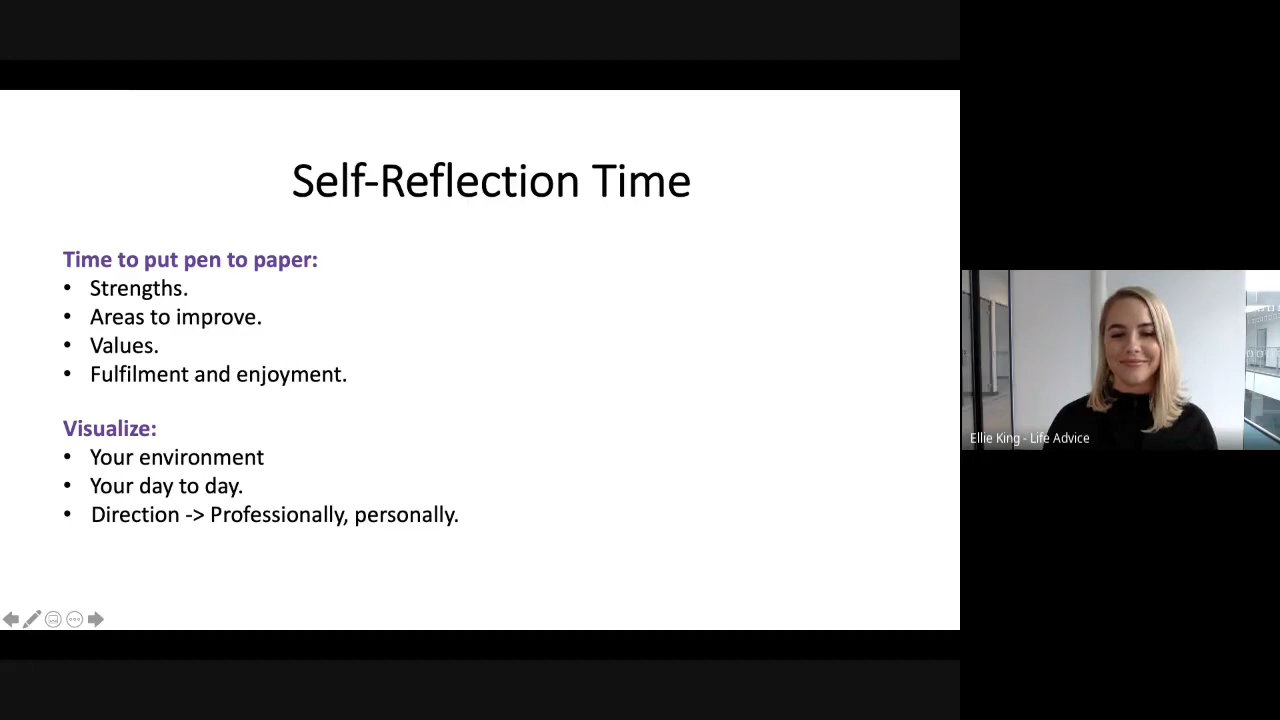 Self-Reflection Time
Time to put pen to paper:
• Strengths.
• Areas to improve.
• Values.
• Fulfilment and enjoyment.
Visualize:
• Your environment
• Your day to day.
• Direction -> Professionally, personally.
Ellie King - Life Advice